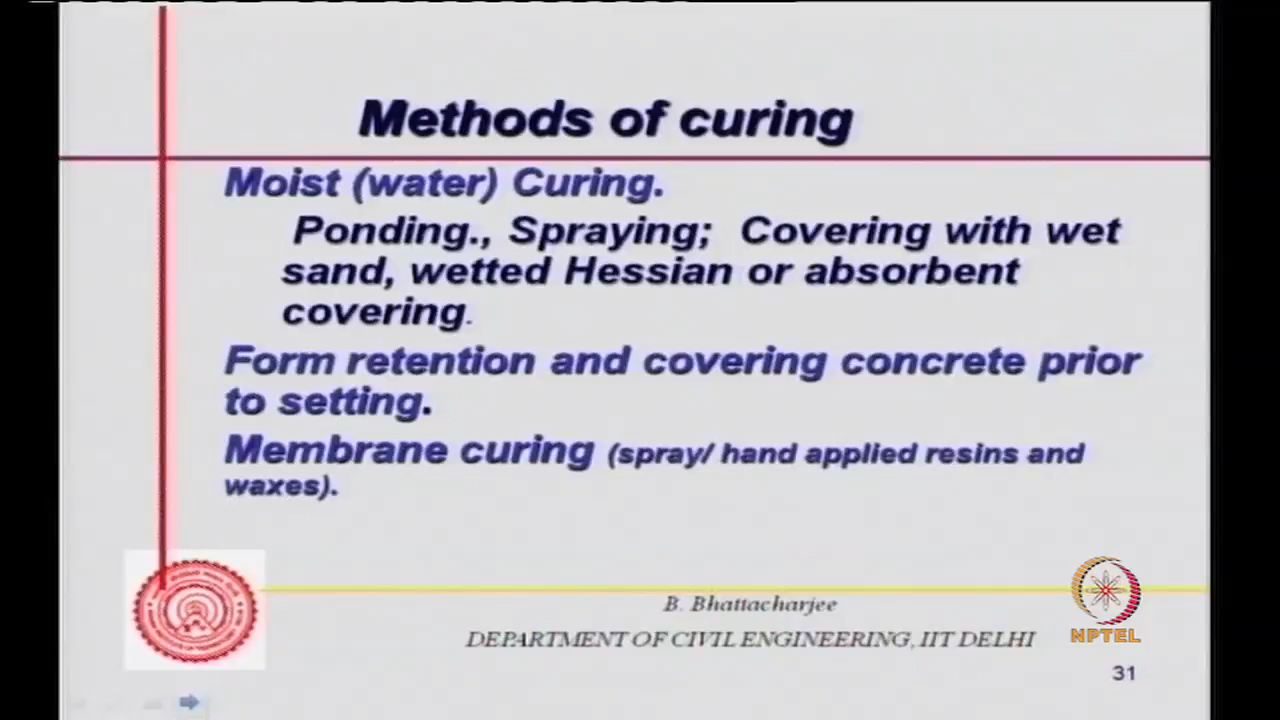 Methods of curing
Moist (water) Curing.
Ponding., Spraying; Covering with wet
sand, wetted Hessian or absorbent
covering.
Form retention and covering concrete prior
to setting.
Membrane curing (spray/ hand applied resins and
waxes).
B. Bhattacharjee
DEPARTMENT OF CIVIL ENGINEERING, IIT DELHI
NPTEL
31